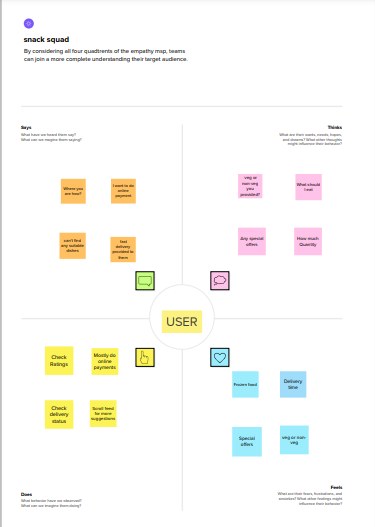 snack squad
By considering all four quadtrents of the empathy msp, teams
can join a more complete understanding their target audience.
Says
What have we heard them say?
What can we imagine them saying?
Thinks
What are their wants, needs, hopes,
and dreams? What other thoughts
might influence their behavior?
Where you
are hour?
I want to do
online
payment
veg or
non-veg
you
provided?
What should
I eat
can't find
any suitable
dishes
fast
delivery
provided to
them
Any special
offers
How much
Quantity
USER
Check
Ratings
Mostly do
online
payments
Check
delivery
status
Scroll feed
for more
suggestions
Frozen food
Delivery
time
Special
offers
veg or non-
veg
Does
What behavior have we observed?
What can we imagine them doing?
Feels
What are their fears, frustrations, and
anxieties? What other feelings might
influence their behavior?